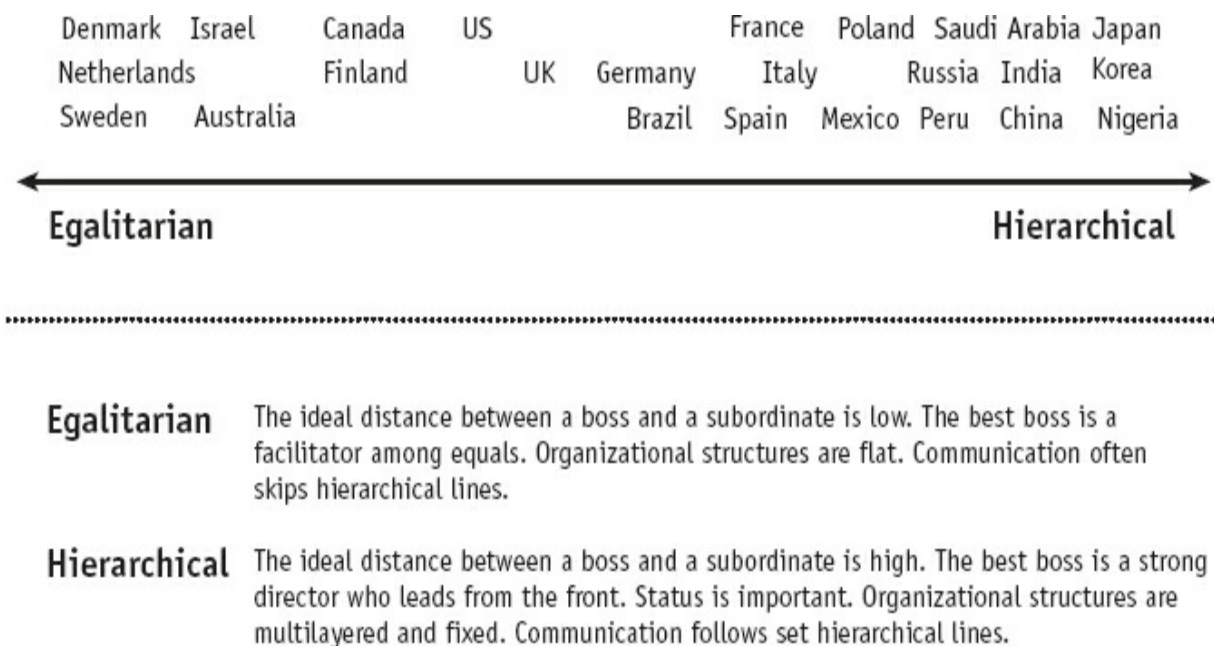 Denmark Israel Canada US France Poland Saudi Arabia Japan
Netherlands Finland UK Germany Italy Russia India Korea
Sweden Australia Brazil Spain Mexico Peru China Nigeria
Egalitarian Hierarchical
Egalitarian The ideal distance between a boss and a subordinate is low. The best boss is a
facilitator among equals. Organizational structures are flat. Communication often
skips hierarchical lines.
Hierarchical The ideal distance between a boss and a subordinate is high. The best boss is a strong
director who leads from the front. Status is important. Organizational structures are
multilayered and fixed. Communication follows set hierarchical lines.